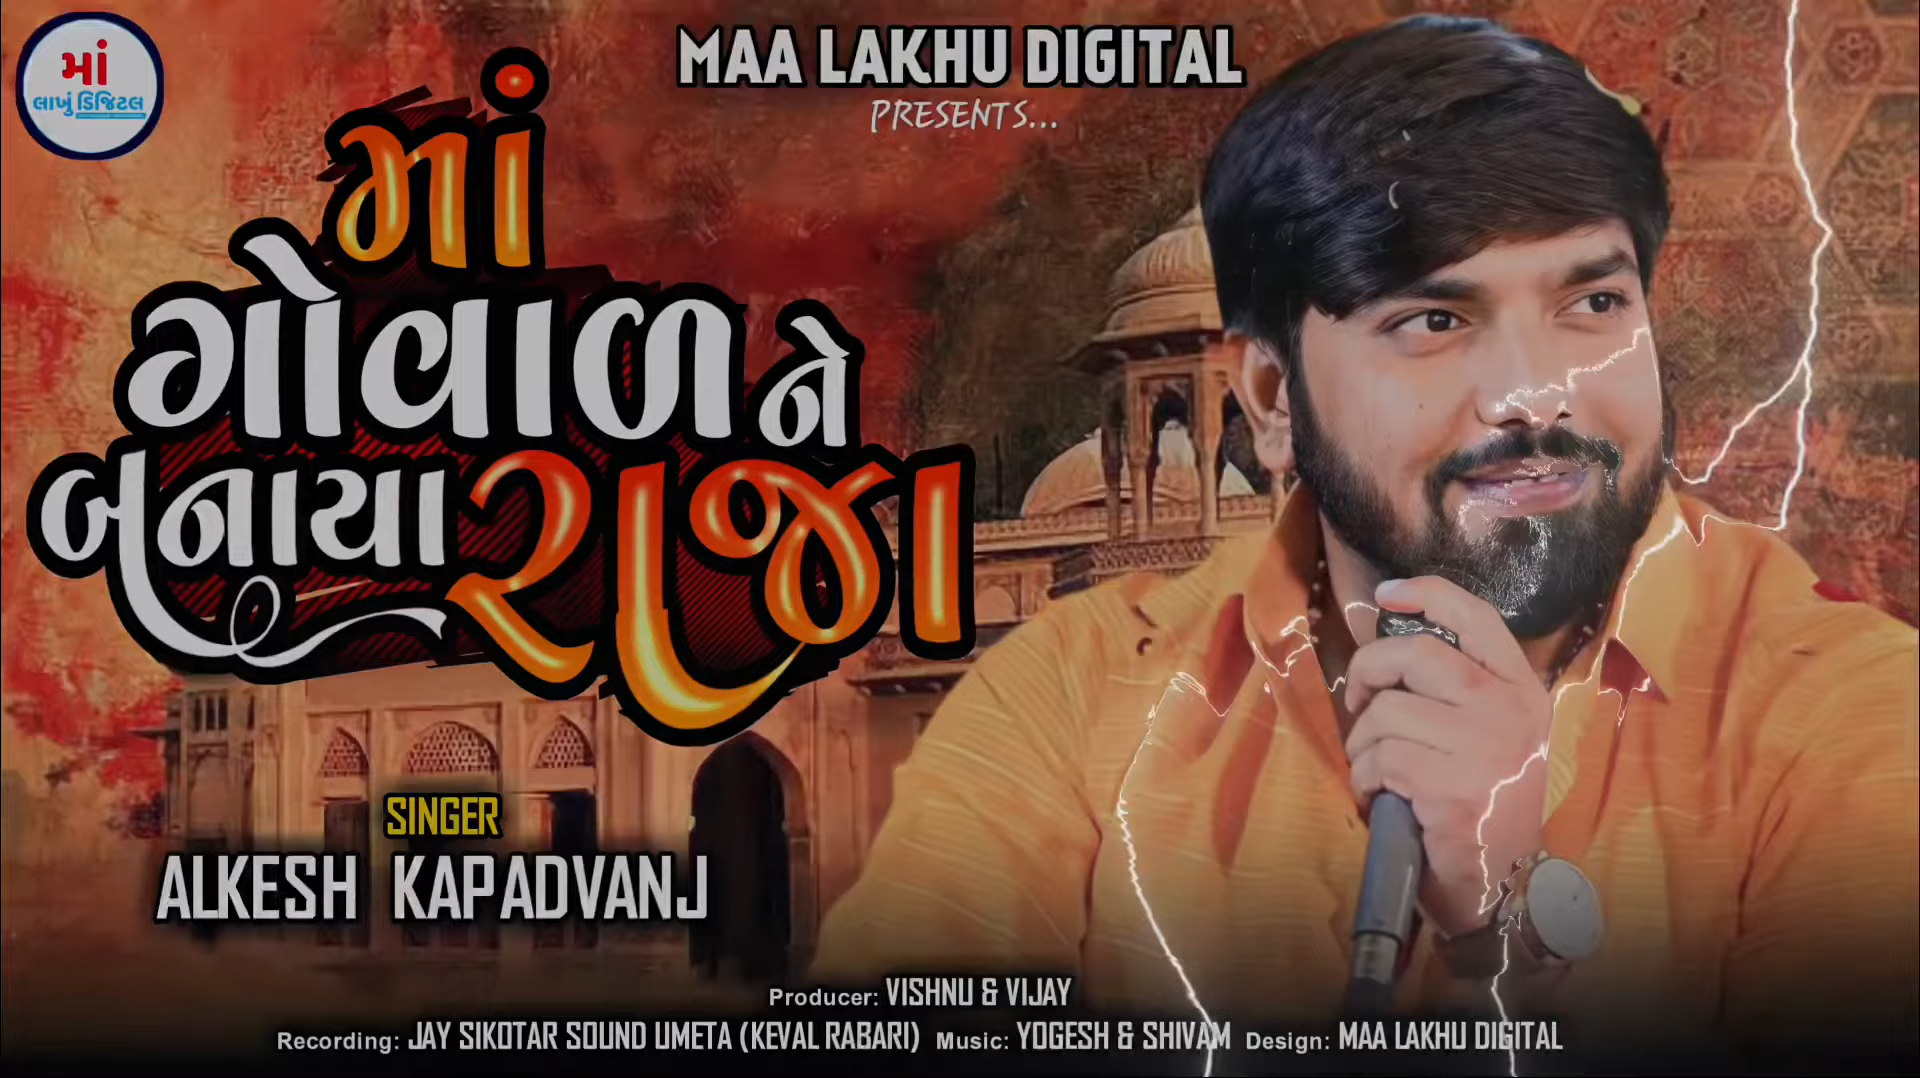 માં
લાખું ડિજિટલ
MAA LAKHU DIGITAL
PRESENTS...
માં
ગોવાળ ને
બનાયા રાજા
SINGER
ALKESH KAPADVANJ
Producer: VISHNU & VIJAY
Recording: JAY SIKOTAR SOUND UMETA (KEVAL RABARI) Music: YOGESH & SHIVAM Design: MAA LAKHU DIGITAL